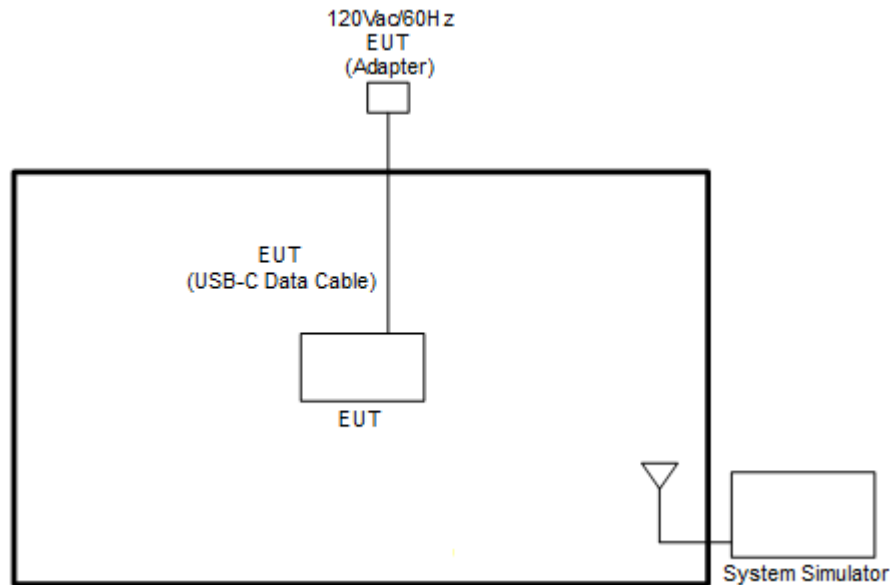 120Vac/60Hz
EUT
(Adapter)
EUT
(USB-C Data Cable)
EUT
System Simulator